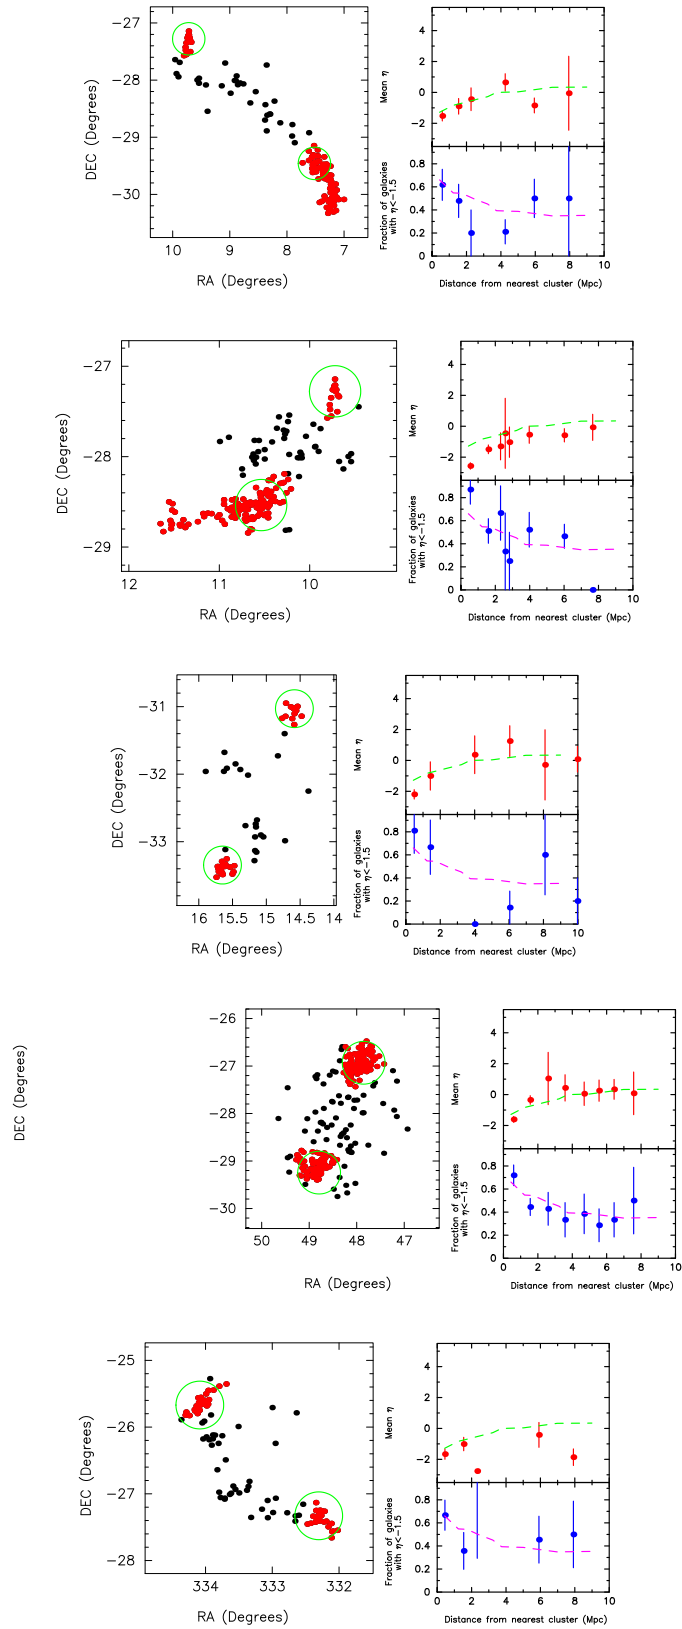 −27
−28
−29
−30
DEC (Degrees)
10 9 8 7
RA (Degrees)
4
2
0
−2
Mean η
0.8
0.6
0.4
0.2
0
Fraction of galaxies
with η<−1.5
0 2 4 6 8 10
Distance from nearest cluster (Mpc)
−27
−28
−29
DEC (Degrees)
12 11 10
RA (Degrees)
4
2
0
−2
Mean η
0.8
0.6
0.4
0.2
0
Fraction of galaxies
with η<−1.5
0 2 4 6 8 10
Distance from nearest cluster (Mpc)
−31
−32
−33
DEC (Degrees)
16 15.5 15 14.5 14
RA (Degrees)
4
2
0
−2
Mean η
0.8
0.6
0.4
0.2
0
Fraction of galaxies
with η<−1.5
0 2 4 6 8 10
Distance from nearest cluster (Mpc)
−26
−27
−28
−29
−30
DEC (Degrees)
50 49 48 47
RA (Degrees)
4
2
0
−2
Mean η
0.8
0.6
0.4
0.2
0
Fraction of galaxies
with η<−1.5
0 2 4 6 8 10
Distance from nearest cluster (Mpc)
−25
−26
−27
−28
DEC (Degrees)
334 333 332
RA (Degrees)
4
2
0
−2
Mean η
0.8
0.6
0.4
0.2
0
Fraction of galaxies
with η<−1.5
0 2 4 6 8 10
Distance from nearest cluster (Mpc)